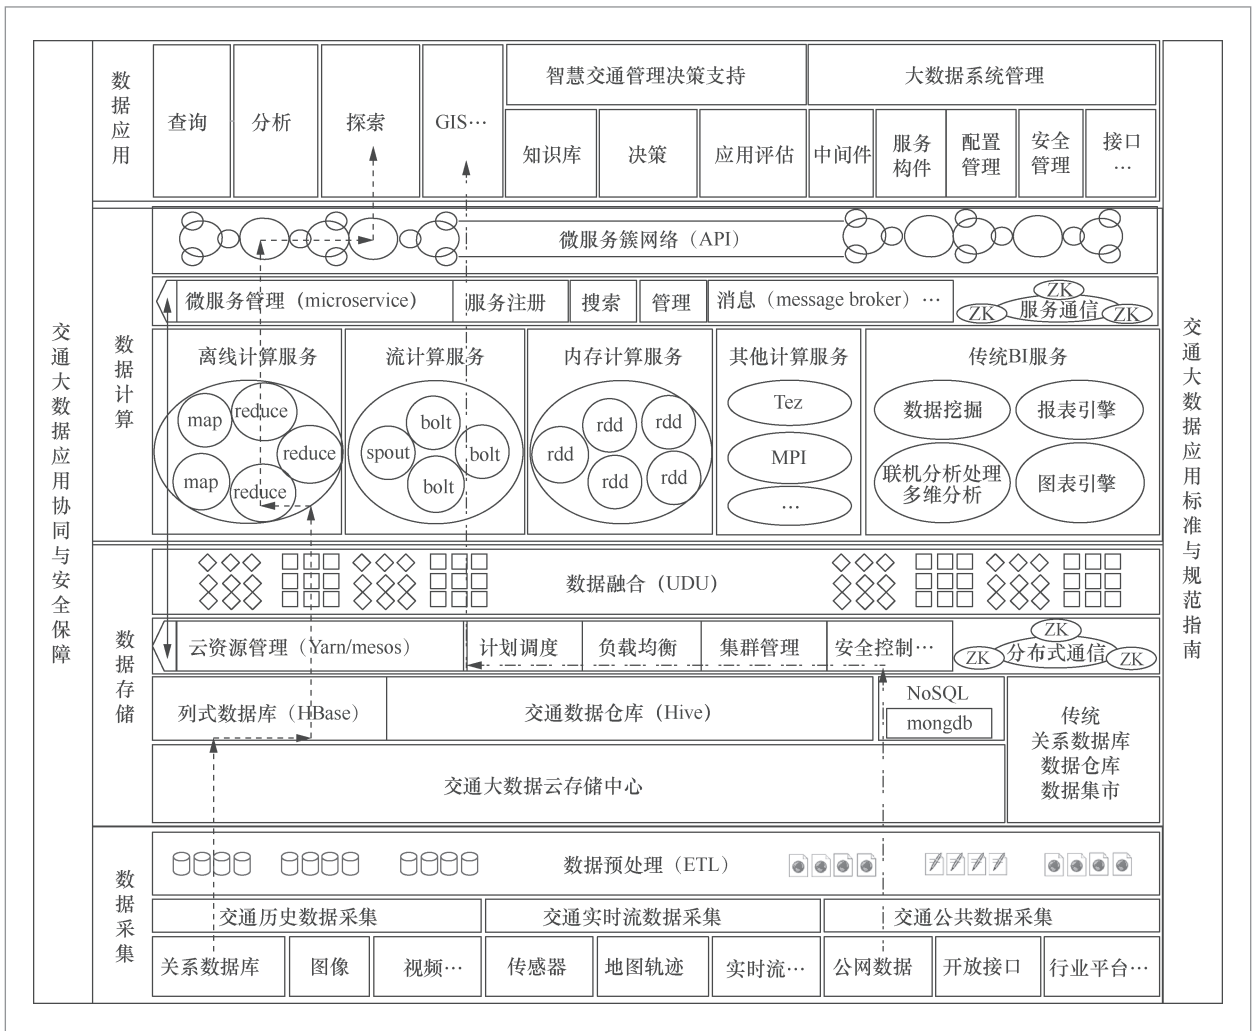 交通大数据应用协同与安全保障
数据应用
查询
分析
探索
GIS…
智慧交通管理决策支持
大数据系统管理
知识库
决策
应用评估
中间件
服务
构件
配置
管理
安全
管理
接口
…
数据计算
微服务簇网络（API）
微服务管理（microservice）
服务注册
搜索
管理
消息（message broker）…
ZK
服务通信
ZK
ZK
离线计算服务
map
reduce
reduce
map
reduce
流计算服务
bolt
spout
bolt
bolt
内存计算服务
rdd
rdd
rdd
rdd
rdd
其他计算服务
Tez
MPI
…
传统BI服务
数据挖掘
报表引擎
联机分析处理
多维分析
图表引擎
数据存储
数据融合（UDU）
云资源管理（Yarn/mesos）
计划调度
负载均衡
集群管理
安全控制…
ZK
分布式通信
ZK
ZK
列式数据库（HBase）
交通数据仓库（Hive）
NoSQL
mongdb
传统
关系数据库
数据仓库
数据集市
交通大数据云存储中心
数据采集
数据预处理（ETL）
交通历史数据采集
交通实时流数据采集
交通公共数据采集
关系数据库
图像
视频…
传感器
地图轨迹
实时流…
公网数据
开放接口
行业平台…
交通大数据应用标准与规范指南